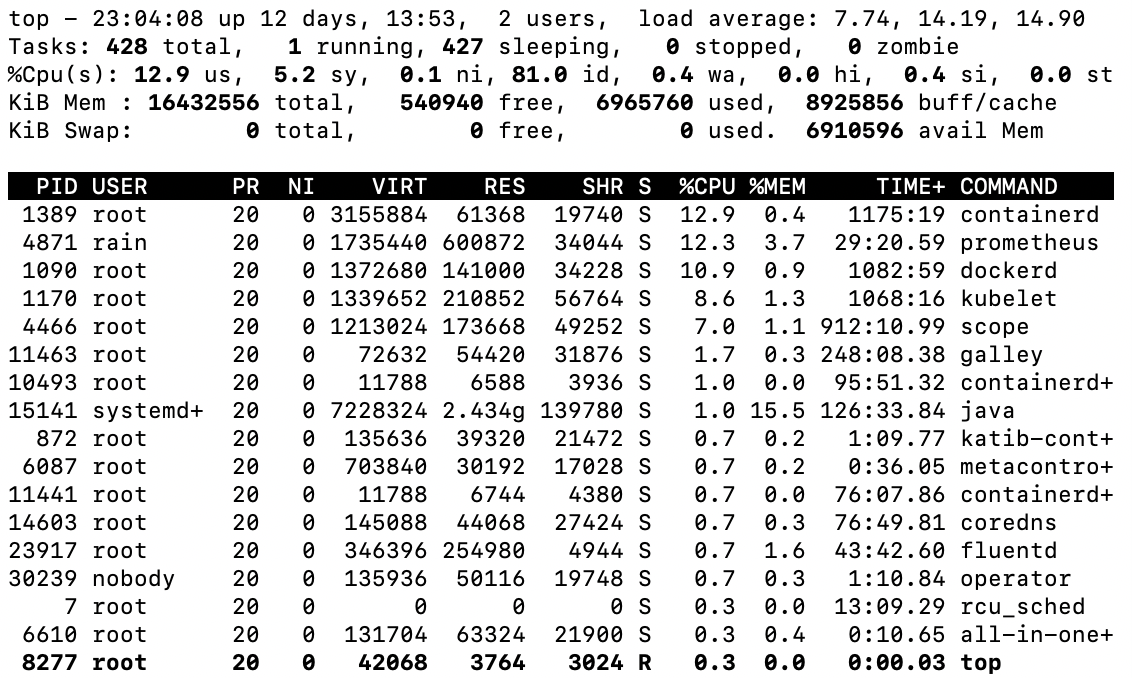 top - 23:04:08 up 12 days, 13:53,  2 users,  load average: 7.74, 14.19, 14.90
Tasks: 428 total,   1 running, 427 sleeping,   0 stopped,   0 zombie
%Cpu(s): 12.9 us,  5.2 sy,  0.1 ni, 81.0 id,  0.4 wa,  0.0 hi,  0.4 si,  0.0 st
KiB Mem : 16432556 total,   540940 free,  6965760 used,  8925856 buff/cache
KiB Swap:        0 total,        0 free,        0 used.  6910596 avail Mem
  PID USER      PR  NI    VIRT    RES    SHR S  %CPU %MEM     TIME+ COMMAND
 1389 root      20   0 3155884  61368  19740 S  12.9  0.4   1175:19 containerd
 4871 rain      20   0 1735440 600872  34044 S  12.3  3.7  29:20.59 prometheus
 1090 root      20   0 1372680 141000  34228 S  10.9  0.9   1082:59 dockerd
 1170 root      20   0 1339652 210852  56764 S   8.6  1.3   1068:16 kubelet
 4466 root      20   0 1213024 173668  49252 S   7.0  1.1 912:10.99 scope
11463 root      20   0   72632  54420  31876 S   1.7  0.3 248:08.38 galley
10493 root      20   0   11788   6588   3936 S   1.0  0.0  95:51.32 containerd+
15141 systemd+  20   0 7228324 2.434g 139780 S   1.0 15.5 126:33.84 java
  872 root      20   0  135636  39320  21472 S   0.7  0.2   1:09.77 katib-cont+
 6087 root      20   0  703840  30192  17028 S   0.7  0.2   0:36.05 metacontro+
11441 root      20   0   11788   6744   4380 S   0.7  0.0  76:07.86 containerd+
14603 root      20   0  145088  44068  27424 S   0.7  0.3  76:49.81 coredns
23917 root      20   0  346396 254980   4944 S   0.7  1.6  43:42.60 fluentd
30239 nobody    20   0  135936  50116  19748 S   0.7  0.3   1:10.84 operator
    7 root      20   0       0      0      0 S   0.3  0.0  13:09.29 rcu_sched
 6610 root      20   0  131704  63324  21900 S   0.3  0.4   0:10.65 all-in-one+
 8277 root      20   0   42068   3764   3024 R   0.3  0.0   0:00.03 top